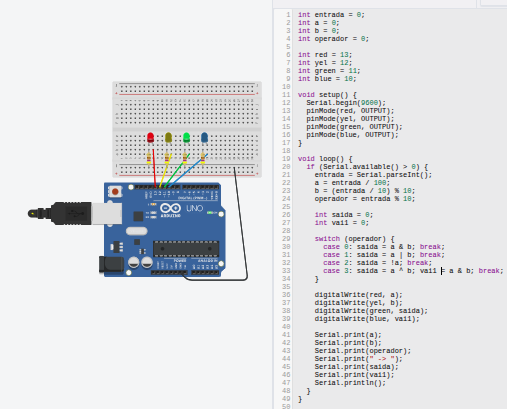 UNO
ARDUINO
1 int entrada = 0;
2 int a = 0;
3 int b = 0;
4 int operador = 0;
5
6 int red = 13;
7 int yel = 12;
8 int green = 11;
9 int blue = 10;
10
11 void setup() {
12 Serial.begin(9600);
13 pinMode(red, OUTPUT);
14 pinMode(yel, OUTPUT);
15 pinMode(green, OUTPUT);
16 pinMode(blue, OUTPUT);
17 }
18
19 void loop() {
20 if (Serial.available() > 0) {
21 entrada = Serial.parseInt();
22 a = entrada / 100;
23 b = (entrada / 10) % 10;
24 operador = entrada % 10;
25
26 int saida = 0;
27 int vai1 = 0;
28
29 switch (operador) {
30 case 0: saida = a & b; break;
31 case 1: saida = a | b; break;
32 case 2: saida = !a; break;
33 case 3: saida = a ^ b; vai1 = a & b; break;
34 }
35
36 digitalWrite(red, a);
37 digitalWrite(yel, b);
38 digitalWrite(green, saida);
39 digitalWrite(blue, vai1);
40
41 Serial.print(a);
42 Serial.print(b);
43 Serial.print(operador);
44 Serial.print(" -> ");
45 Serial.print(saida);
46 Serial.print(vai1);
47 Serial.println();
48 }
49 }
50